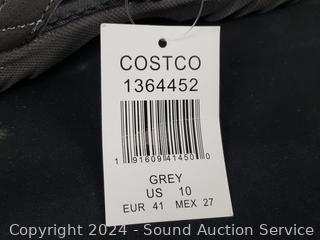 COSTCO
1364452
1 91609 41450 0
GREY
US 10
EUR 41 MEX 27
Copyright © 2024 - Sound Auction Service